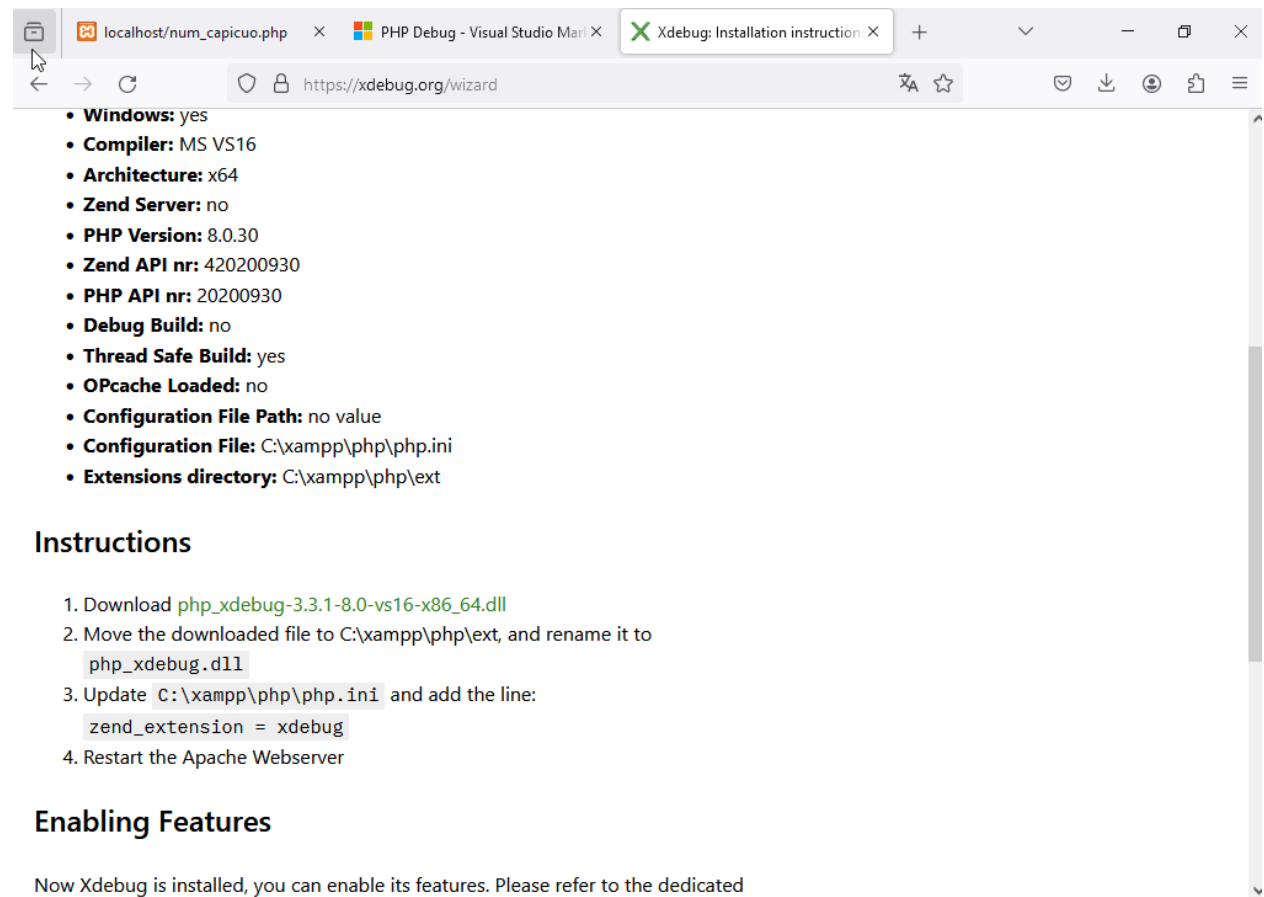 localhost/num_capicuo.php
PHP Debug - Visual Studio Mar
Xdebug: Installation instruction
https://xdebug.org/wizard
• Windows: yes
• Compiler: MS VS16
• Architecture: x64
• Zend Server: no
• PHP Version: 8.0.30
• Zend API nr: 420200930
• PHP API nr: 20200930
• Debug Build: no
• Thread Safe Build: yes
• OPcache Loaded: no
• Configuration File Path: no value
• Configuration File: C:\xampp\php\php.ini
• Extensions directory: C:\xampp\php\ext
Instructions
1. Download php_xdebug-3.3.1-8.0-vs16-x86_64.dll
2. Move the downloaded file to C:\xampp\php\ext, and rename it to
php_xdebug.dll
3. Update C:\xampp\php\php.ini and add the line:
zend_extension = xdebug
4. Restart the Apache Webserver
Enabling Features
Now Xdebug is installed, you can enable its features. Please refer to the dedicated